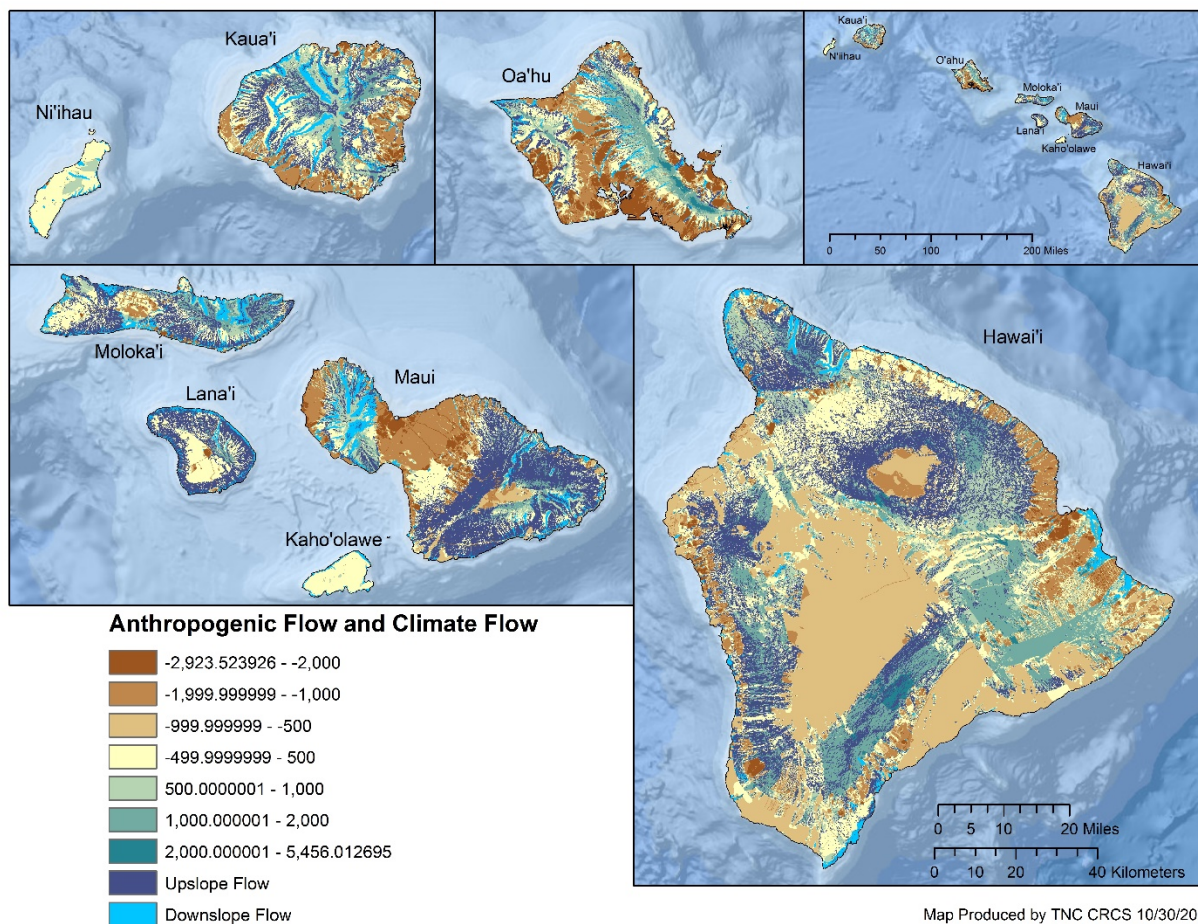 Kaua'i
Ni'ihau
Oa'hu
Kaua'i
N'iihau
O'ahu
Moloka'i
Maui
Lana'i
Kaho'olawe
Hawai'i
0 50 100 200 Miles
Moloka'i
Lana'i
Maui
Kaho'olawe
Hawai'i
0 5 10 20 Miles
0 10 20 40 Kilometers
Anthropogenic Flow and Climate Flow
-2,923.523926 - -2,000
-1,999.999999 - -1,000
-999.999999 - -500
-499.9999999 - 500
500.0000001 - 1,000
1,000.000001 - 2,000
2,000.000001 - 5,456.012695
Upslope Flow
Downslope Flow
Map Produced by TNC CRCS 10/30/20